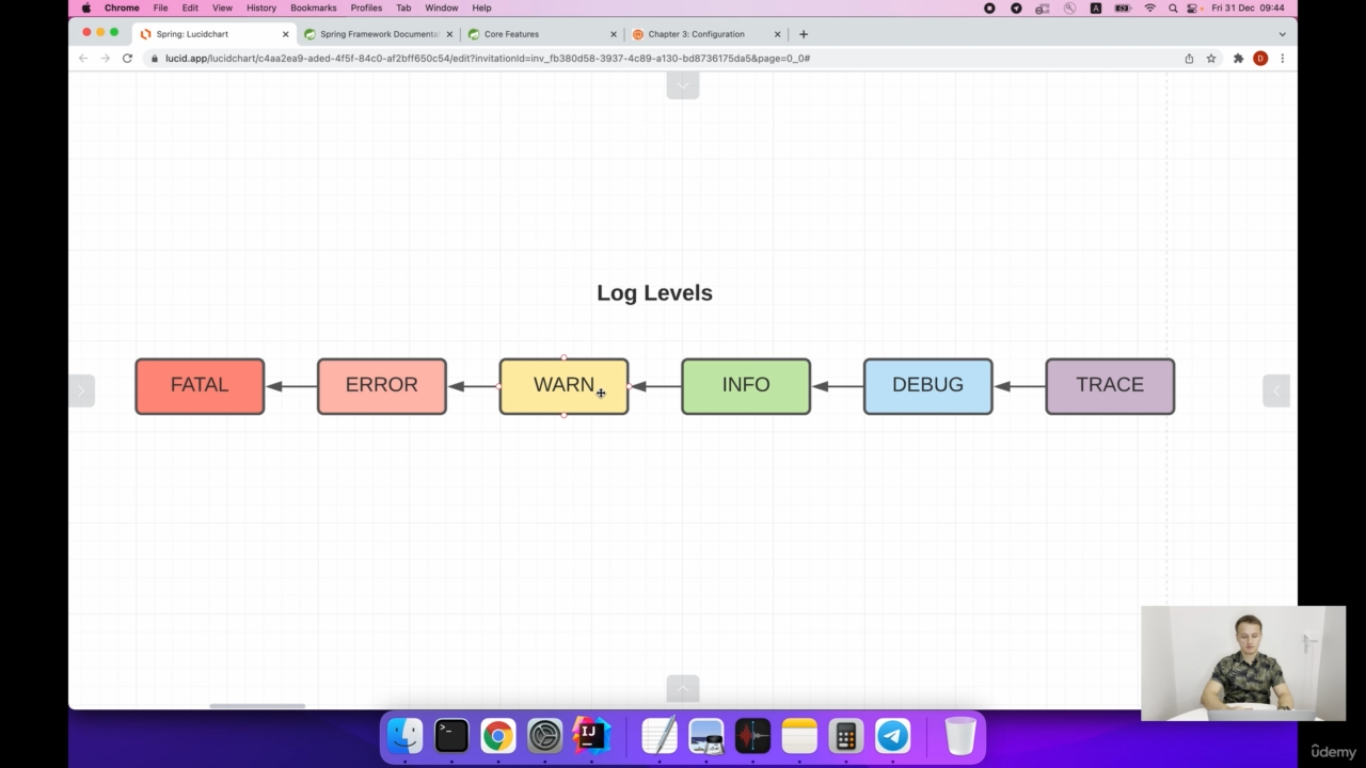 Chrome File Edit View History Bookmarks Profiles Tab Window Help Fri 31 Dec 09:44
Spring: Lucidchart Spring Framework Documenta Core Features Chapter 3: Configuration
lucid.app/lucidchart/c4aa2ea9-aded-4f5f-84c0-af2bff650c54/edit?invitationId=inv_fb380d58-3937-4c89-a130-bd8736175da5&page=0_0#
Log Levels
FATAL ERROR WARN INFO DEBUG TRACE
IJ
ûdemy